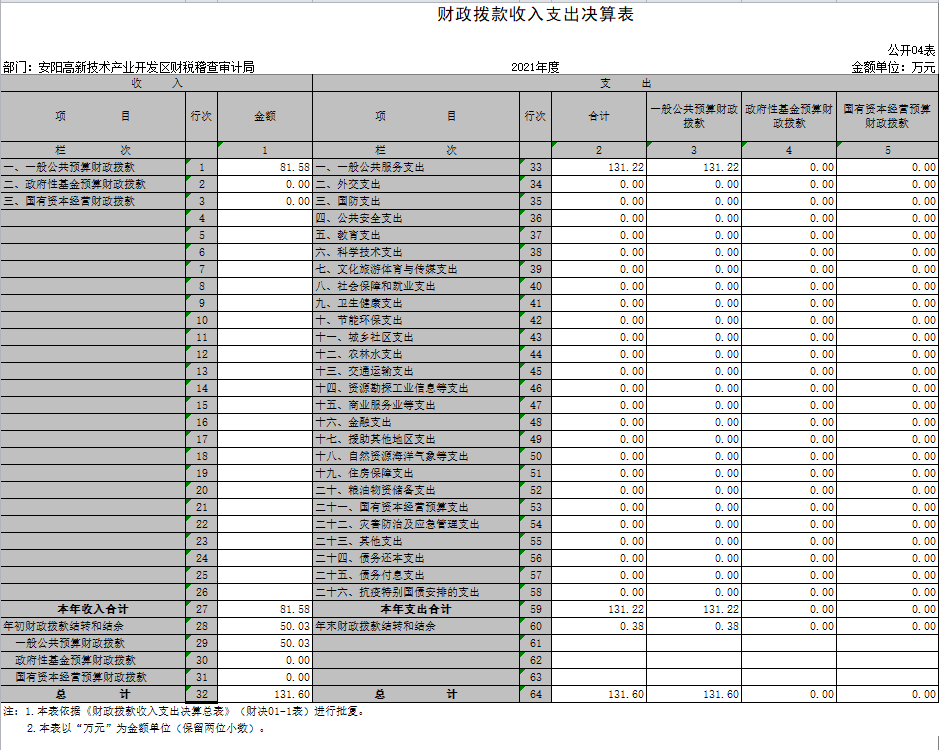 财政拨款收入支出决算表
公开04表
部门：安阳高新技术产业开发区财税稽查审计局 2021年度 金额单位：万元
收 入 支 出
项 目 行次 金额 项 目 行次 合计 一般公共预算财政拨款 政府性基金预算财政拨款 国有资本经营预算财政拨款
栏 次 1 栏 次 2 3 4 5
一、一般公共预算财政拨款 1 81.58 一、一般公共服务支出 33 131.22 131.22 0.00 0.00
二、政府性基金预算财政拨款 2 0.00 二、外交支出 34 0.00 0.00 0.00 0.00
三、国有资本经营财政拨款 3 0.00 三、国防支出 35 0.00 0.00 0.00 0.00
4 四、公共安全支出 36 0.00 0.00 0.00 0.00
5 五、教育支出 37 0.00 0.00 0.00 0.00
6 六、科学技术支出 38 0.00 0.00 0.00 0.00
7 七、文化旅游体育与传媒支出 39 0.00 0.00 0.00 0.00
8 八、社会保障和就业支出 40 0.00 0.00 0.00 0.00
9 九、卫生健康支出 41 0.00 0.00 0.00 0.00
10 十、节能环保支出 42 0.00 0.00 0.00 0.00
11 十一、城乡社区支出 43 0.00 0.00 0.00 0.00
12 十二、农林水支出 44 0.00 0.00 0.00 0.00
13 十三、交通运输支出 45 0.00 0.00 0.00 0.00
14 十四、资源勘探工业信息等支出 46 0.00 0.00 0.00 0.00
15 十五、商业服务业等支出 47 0.00 0.00 0.00 0.00
16 十六、金融支出 48 0.00 0.00 0.00 0.00
17 十七、援助其他地区支出 49 0.00 0.00 0.00 0.00
18 十八、自然资源海洋气象等支出 50 0.00 0.00 0.00 0.00
19 十九、住房保障支出 51 0.00 0.00 0.00 0.00
20 二十、粮油物资储备支出 52 0.00 0.00 0.00 0.00
21 二十一、国有资本经营预算支出 53 0.00 0.00 0.00 0.00
22 二十二、灾害防治及应急管理支出 54 0.00 0.00 0.00 0.00
23 二十三、其他支出 55 0.00 0.00 0.00 0.00
24 二十四、债务还本支出 56 0.00 0.00 0.00 0.00
25 二十五、债务付息支出 57 0.00 0.00 0.00 0.00
26 二十六、抗疫特别国债安排的支出 58 0.00 0.00 0.00 0.00
本年收入合计 27 81.58 本年支出合计 59 131.22 131.22 0.00 0.00
年初财政拨款结转和结余 28 50.03 年末财政拨款结转和结余 60 0.38 0.38 0.00 0.00
一般公共预算财政拨款 29 50.03 61
政府性基金预算财政拨款 30 0.00 62
国有资本经营预算财政拨款 31 0.00 63
总 计 32 131.60 总 计 64 131.60 131.60 0.00 0.00
注：1.本表依据《财政拨款收入支出决算总表》（财决01-1表）进行批复。
2.本表以“万元”为金额单位（保留两位小数）。